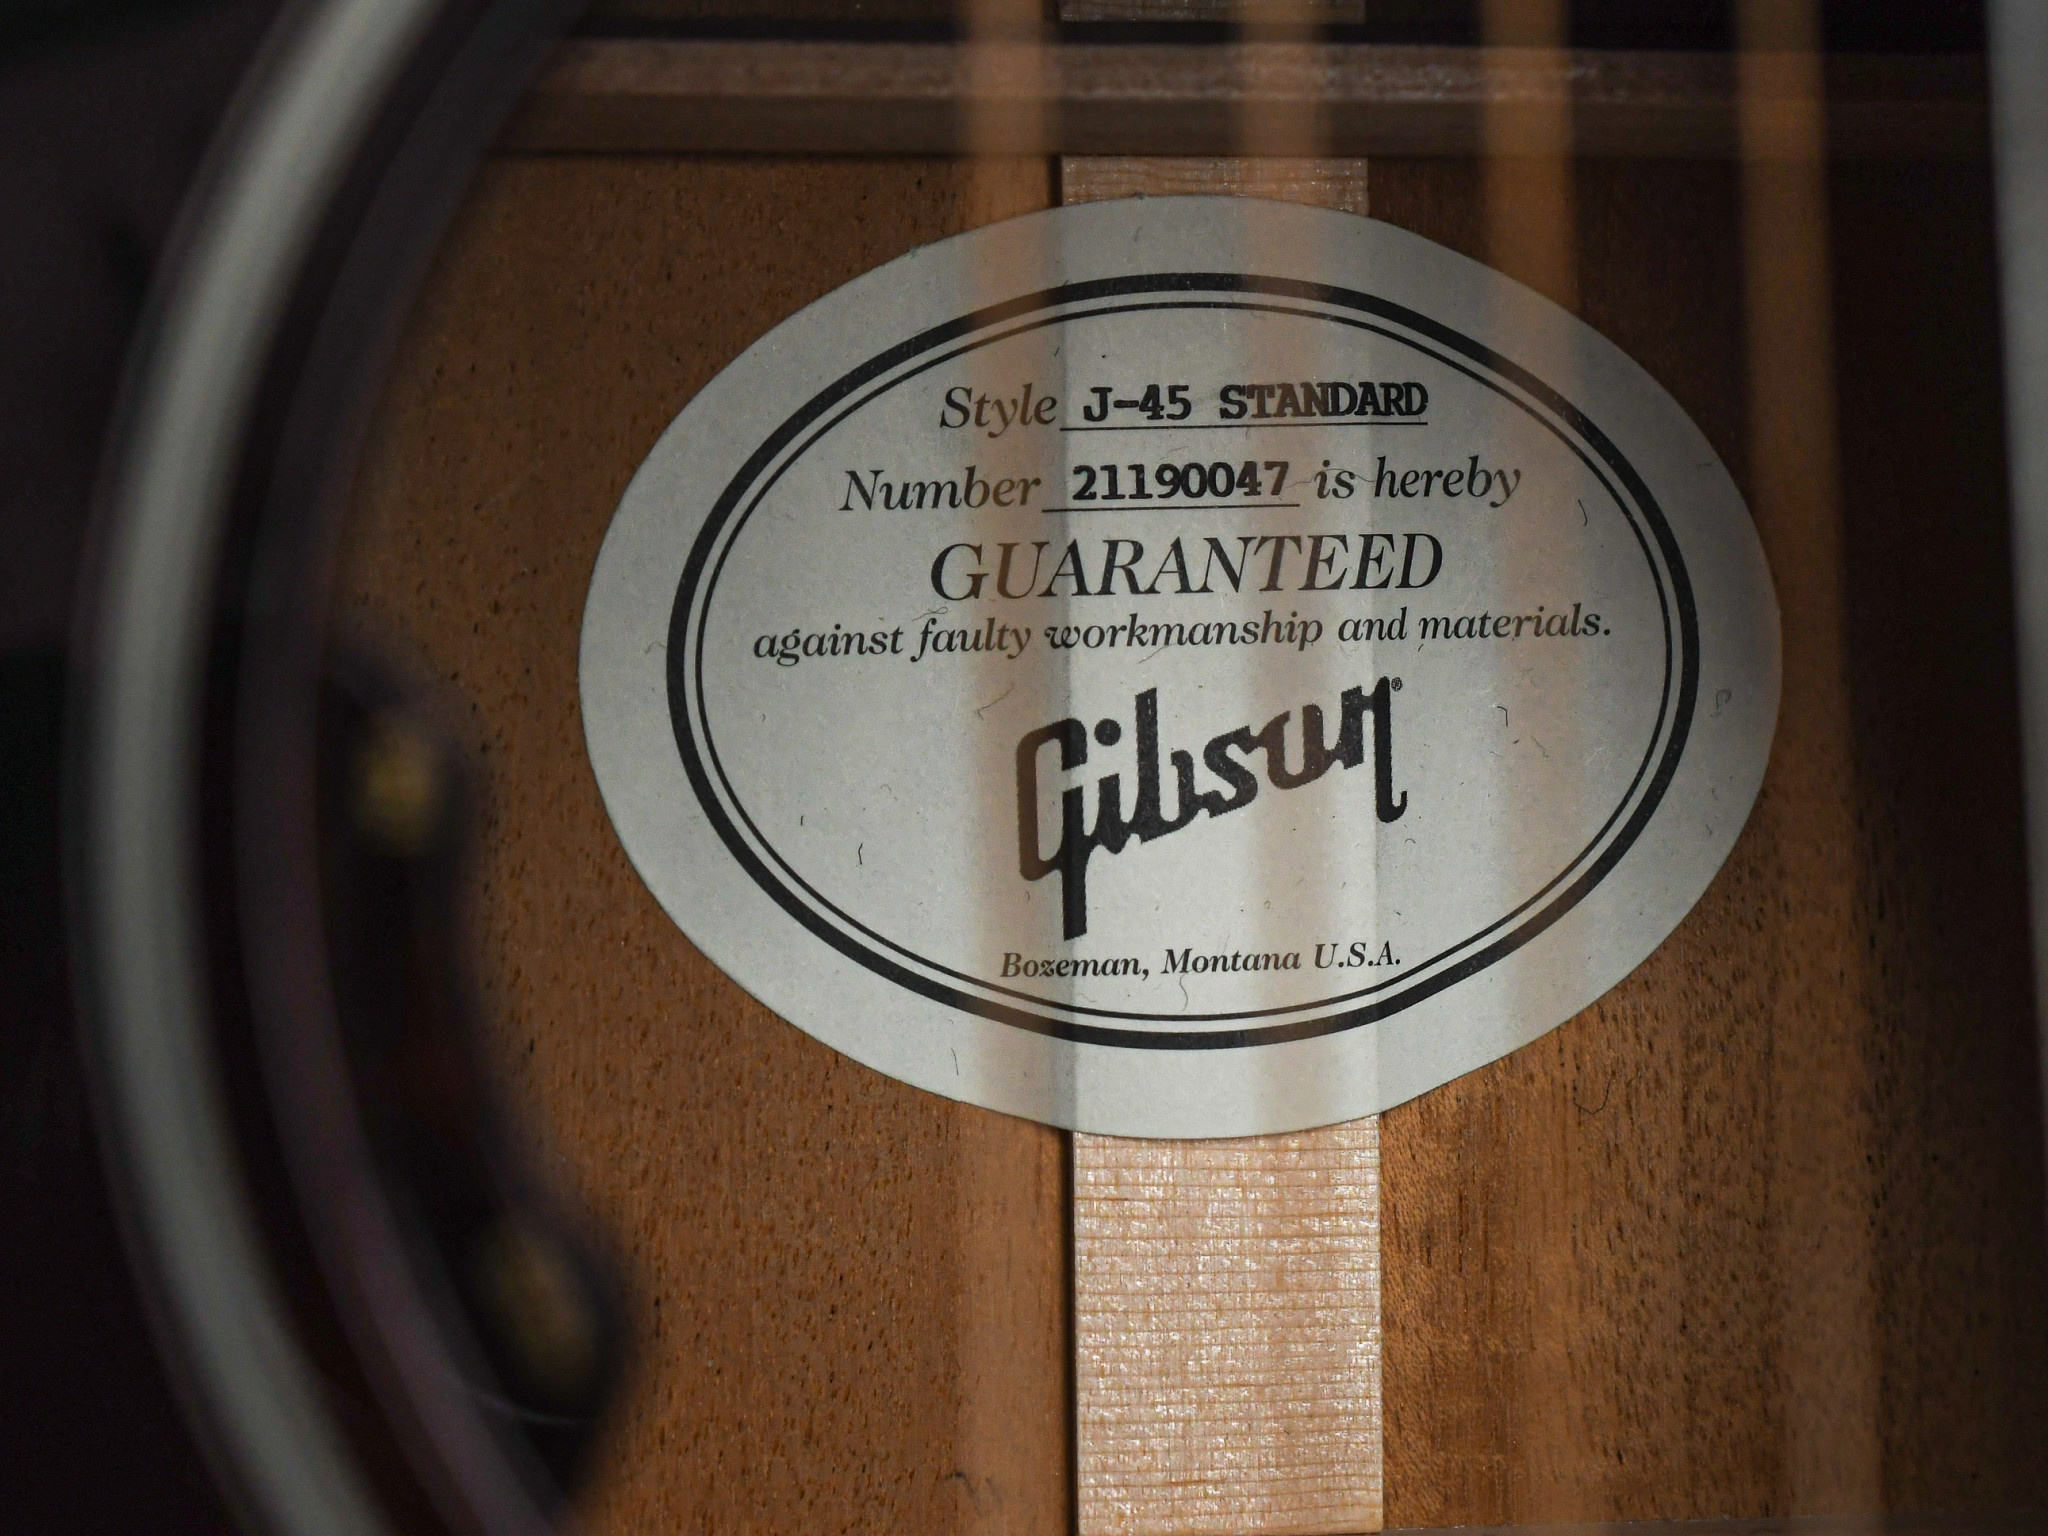 Style J-45 STANDARD
Number 21190047 is hereby
GUARANTEED
against faulty workmanship and materials.
Gibson®
Bozeman, Montana U.S.A.